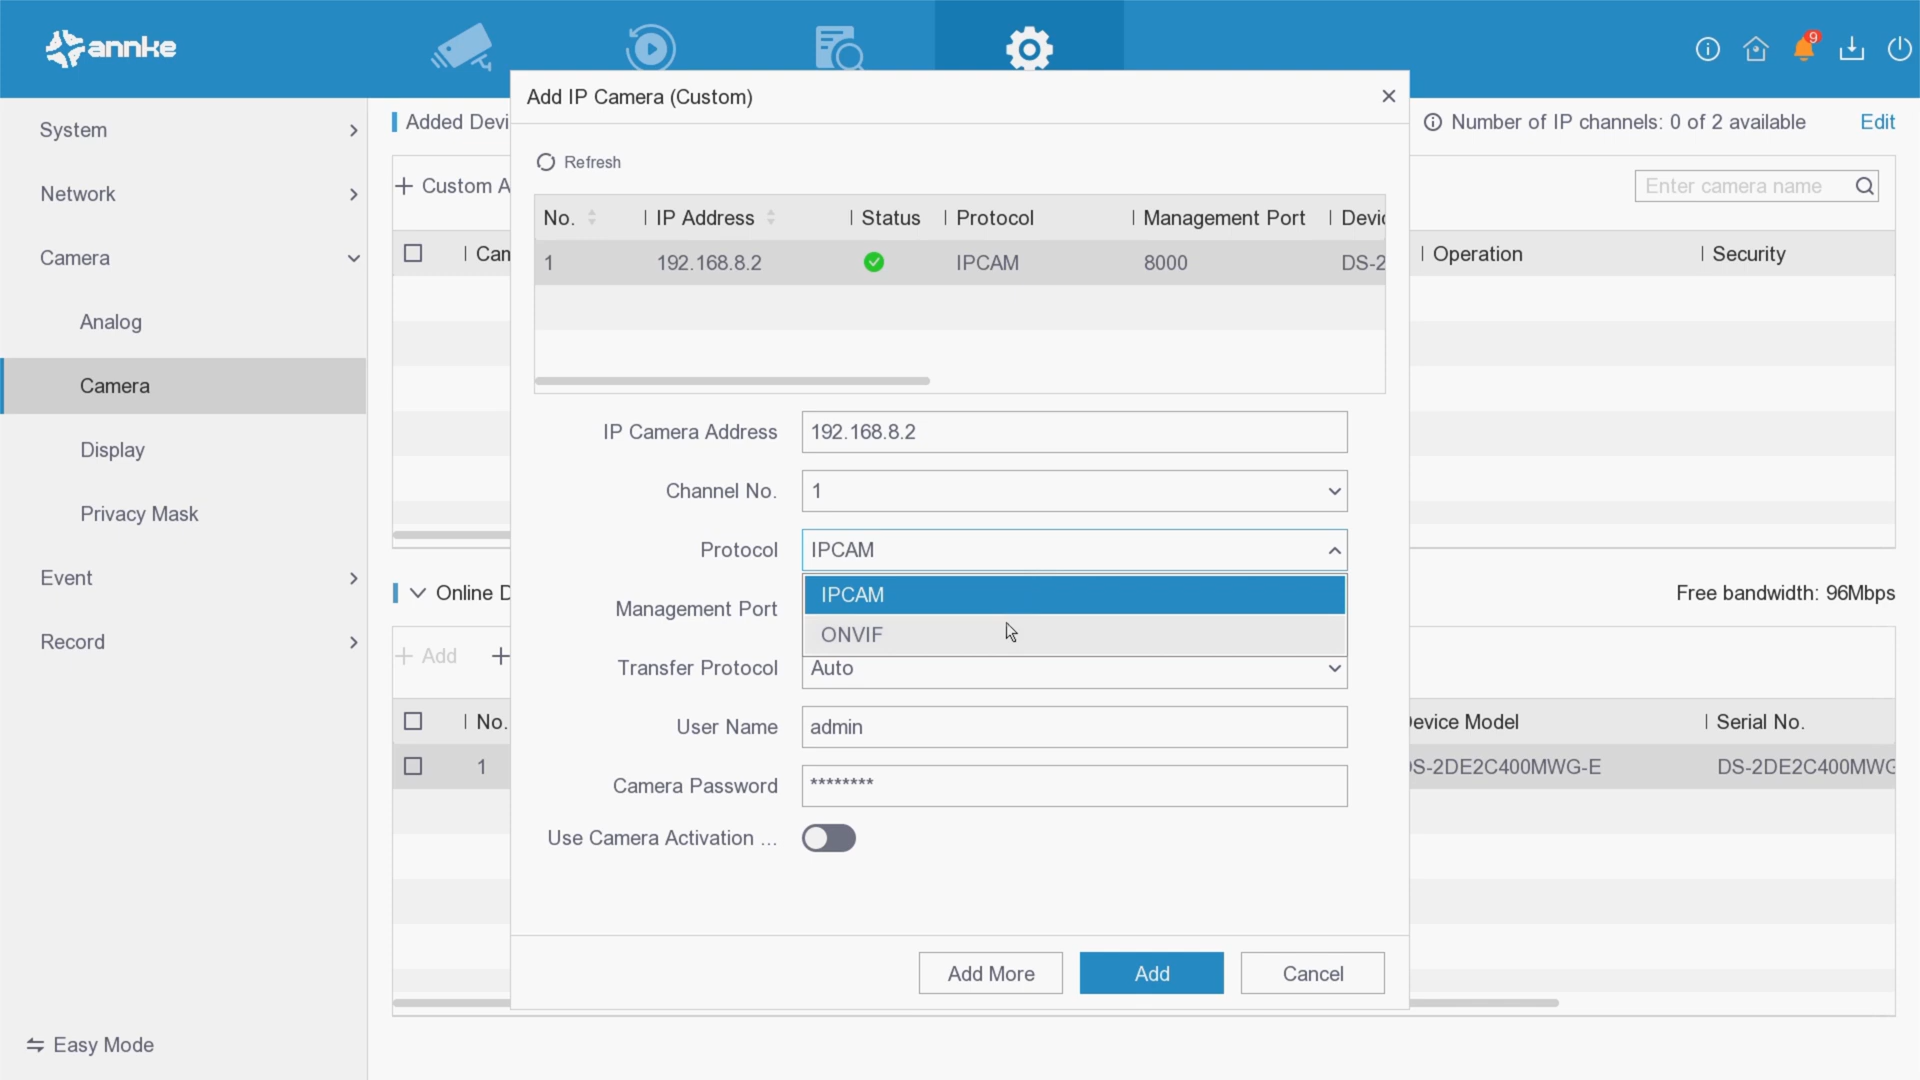 annke
9
System
Network
Camera
Analog
Camera
Display
Privacy Mask
Event
Record
Easy Mode
Added Devi
Number of IP channels: 0 of 2 available
Edit
+ Custom A
Enter camera name
Cam
Operation
Security
Online D
Free bandwidth: 96Mbps
+ Add
+
No.
Device Model
Serial No.
1
DS-2DE2C400MWG-E
DS-2DE2C400MWG
Add IP Camera (Custom)
Refresh
No.
IP Address
Status
Protocol
Management Port
Devic
1
192.168.8.2
IPCAM
8000
DS-2
IP Camera Address
192.168.8.2
Channel No.
1
Protocol
IPCAM
IPCAM
ONVIF
Management Port
Transfer Protocol
Auto
User Name
admin
Camera Password
********
Use Camera Activation ...
Add More
Add
Cancel